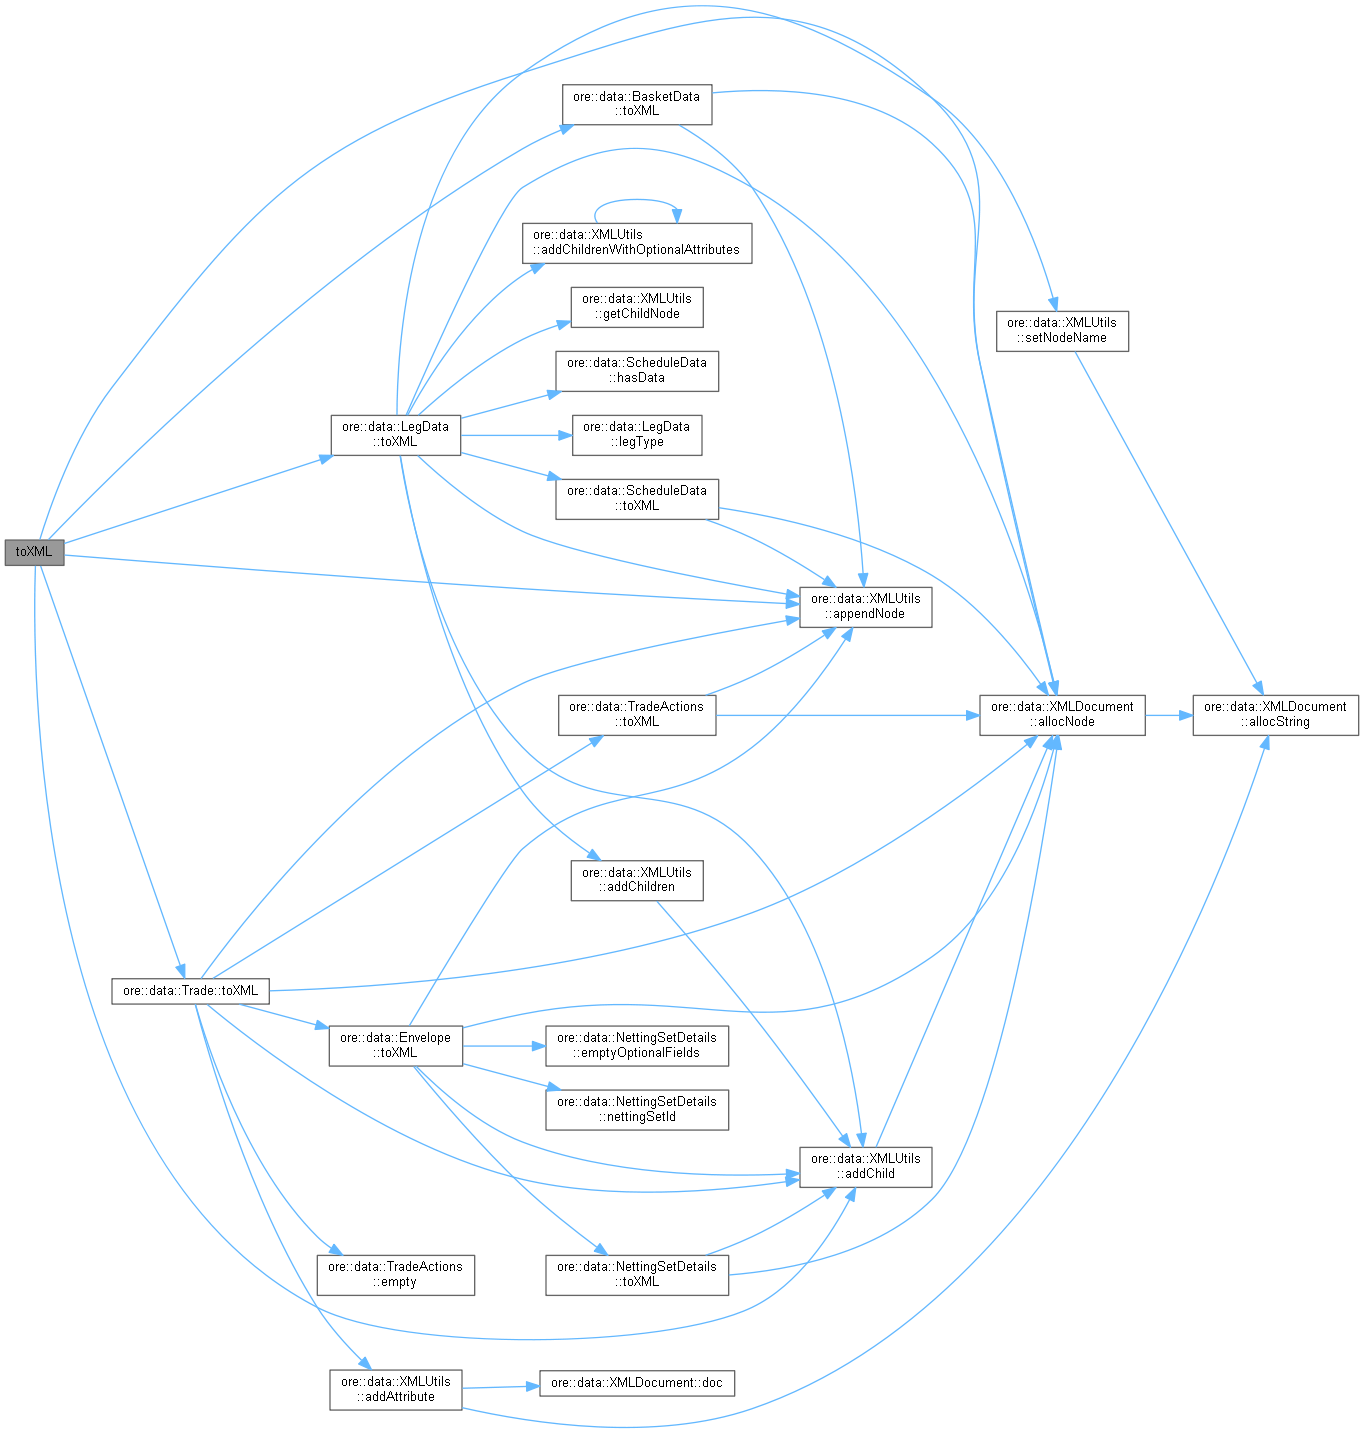 ore::data::BasketData
::toXML
ore::data::XMLUtils
::addChildrenWithOptionalAttributes
ore::data::XMLUtils
::getChildNode
ore::data::XMLUtils
::setNodeName
ore::data::ScheduleData
::hasData
ore::data::LegData
::toXML
ore::data::LegData
::legType
ore::data::ScheduleData
::toXML
toXML
ore::data::XMLUtils
::appendNode
ore::data::TradeActions
::toXML
ore::data::XMLDocument
::allocNode
ore::data::XMLDocument
::allocString
ore::data::XMLUtils
::addChildren
ore::data::Trade::toXML
ore::data::Envelope
::toXML
ore::data::NettingSetDetails
::emptyOptionalFields
ore::data::NettingSetDetails
::nettingSetId
ore::data::XMLUtils
::addChild
ore::data::TradeActions
::empty
ore::data::NettingSetDetails
::toXML
ore::data::XMLUtils
::addAttribute
ore::data::XMLDocument::doc